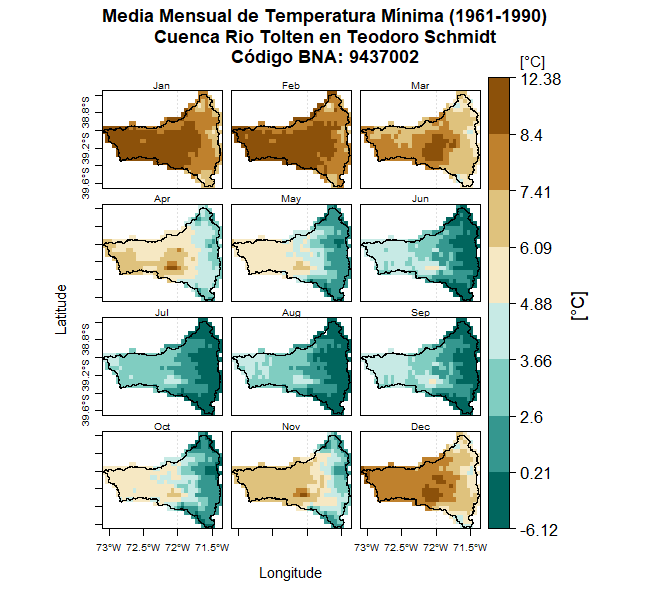 Media Mensual de Temperatura Mínima (1961-1990)
Cuenca Rio Tolten en Teodoro Schmidt
Código BNA: 9437002
[°C]
Jan Feb Mar
Apr May Jun
Jul Aug Sep
Oct Nov Dec
38.8°S
39.2°S
39.6°S
38.8°S
39.2°S
39.6°S
73°W 72.5°W 72°W 71.5°W
73°W 72.5°W 72°W 71.5°W
12.38
8.4
7.41
6.09
4.88
3.66
2.6
0.21
-6.12
[°C]
Latitude
Longitude